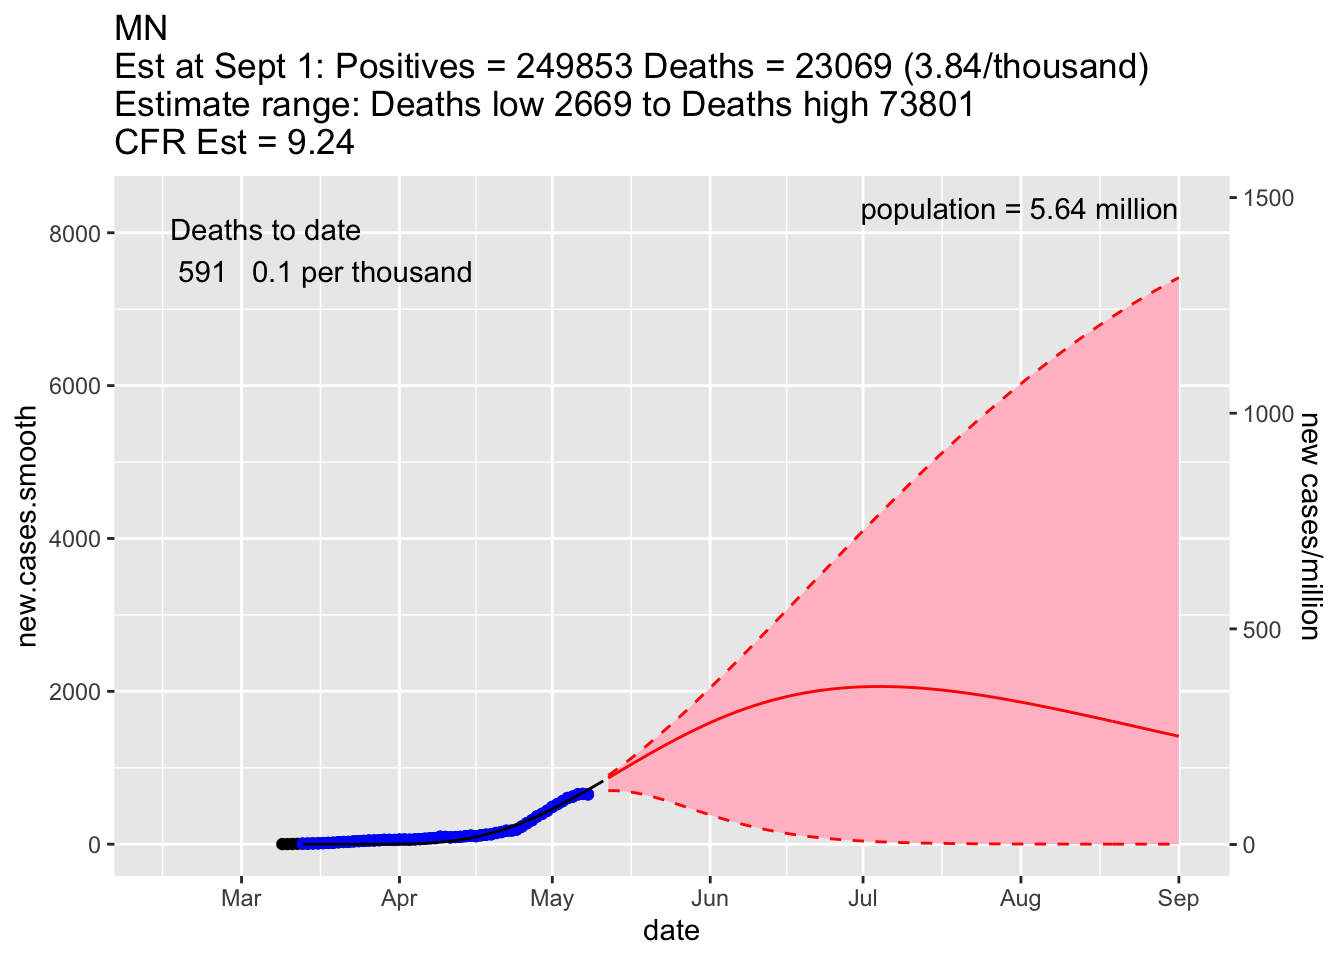 MN
Est at Sept 1: Positives = 249853 Deaths = 23069 (3.84/thousand)
Estimate range: Deaths low 2669 to Deaths high 73801
CFR Est = 9.24
Deaths to date
591 0.1 per thousand
population = 5.64 million
8000
6000
4000
2000
0
new.cases.smooth
1500
1000
500
0
new cases/million
Mar Apr May Jun Jul Aug Sep
date